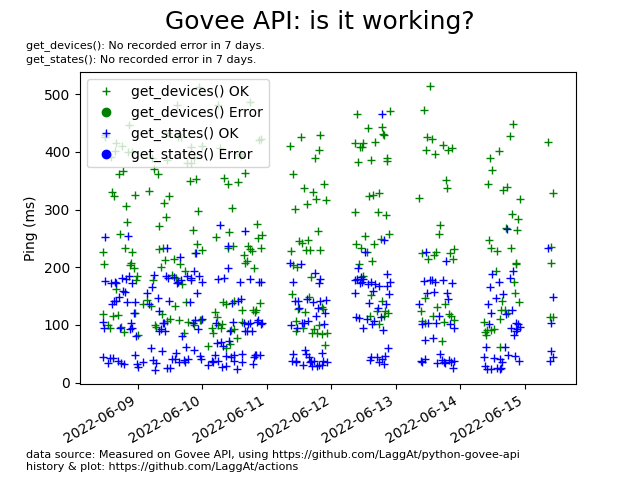 Govee API: is it working?
get_devices(): No recorded error in 7 days.
get_states(): No recorded error in 7 days.
get_devices() OK
get_devices() Error
get_states() OK
get_states() Error
Ping (ms)
500
400
300
200
100
0
2022-06-09
2022-06-10
2022-06-11
2022-06-12
2022-06-13
2022-06-14
2022-06-15
data source: Measured on Govee API, using https://github.com/LaggAt/python-govee-api
history & plot: https://github.com/LaggAt/actions